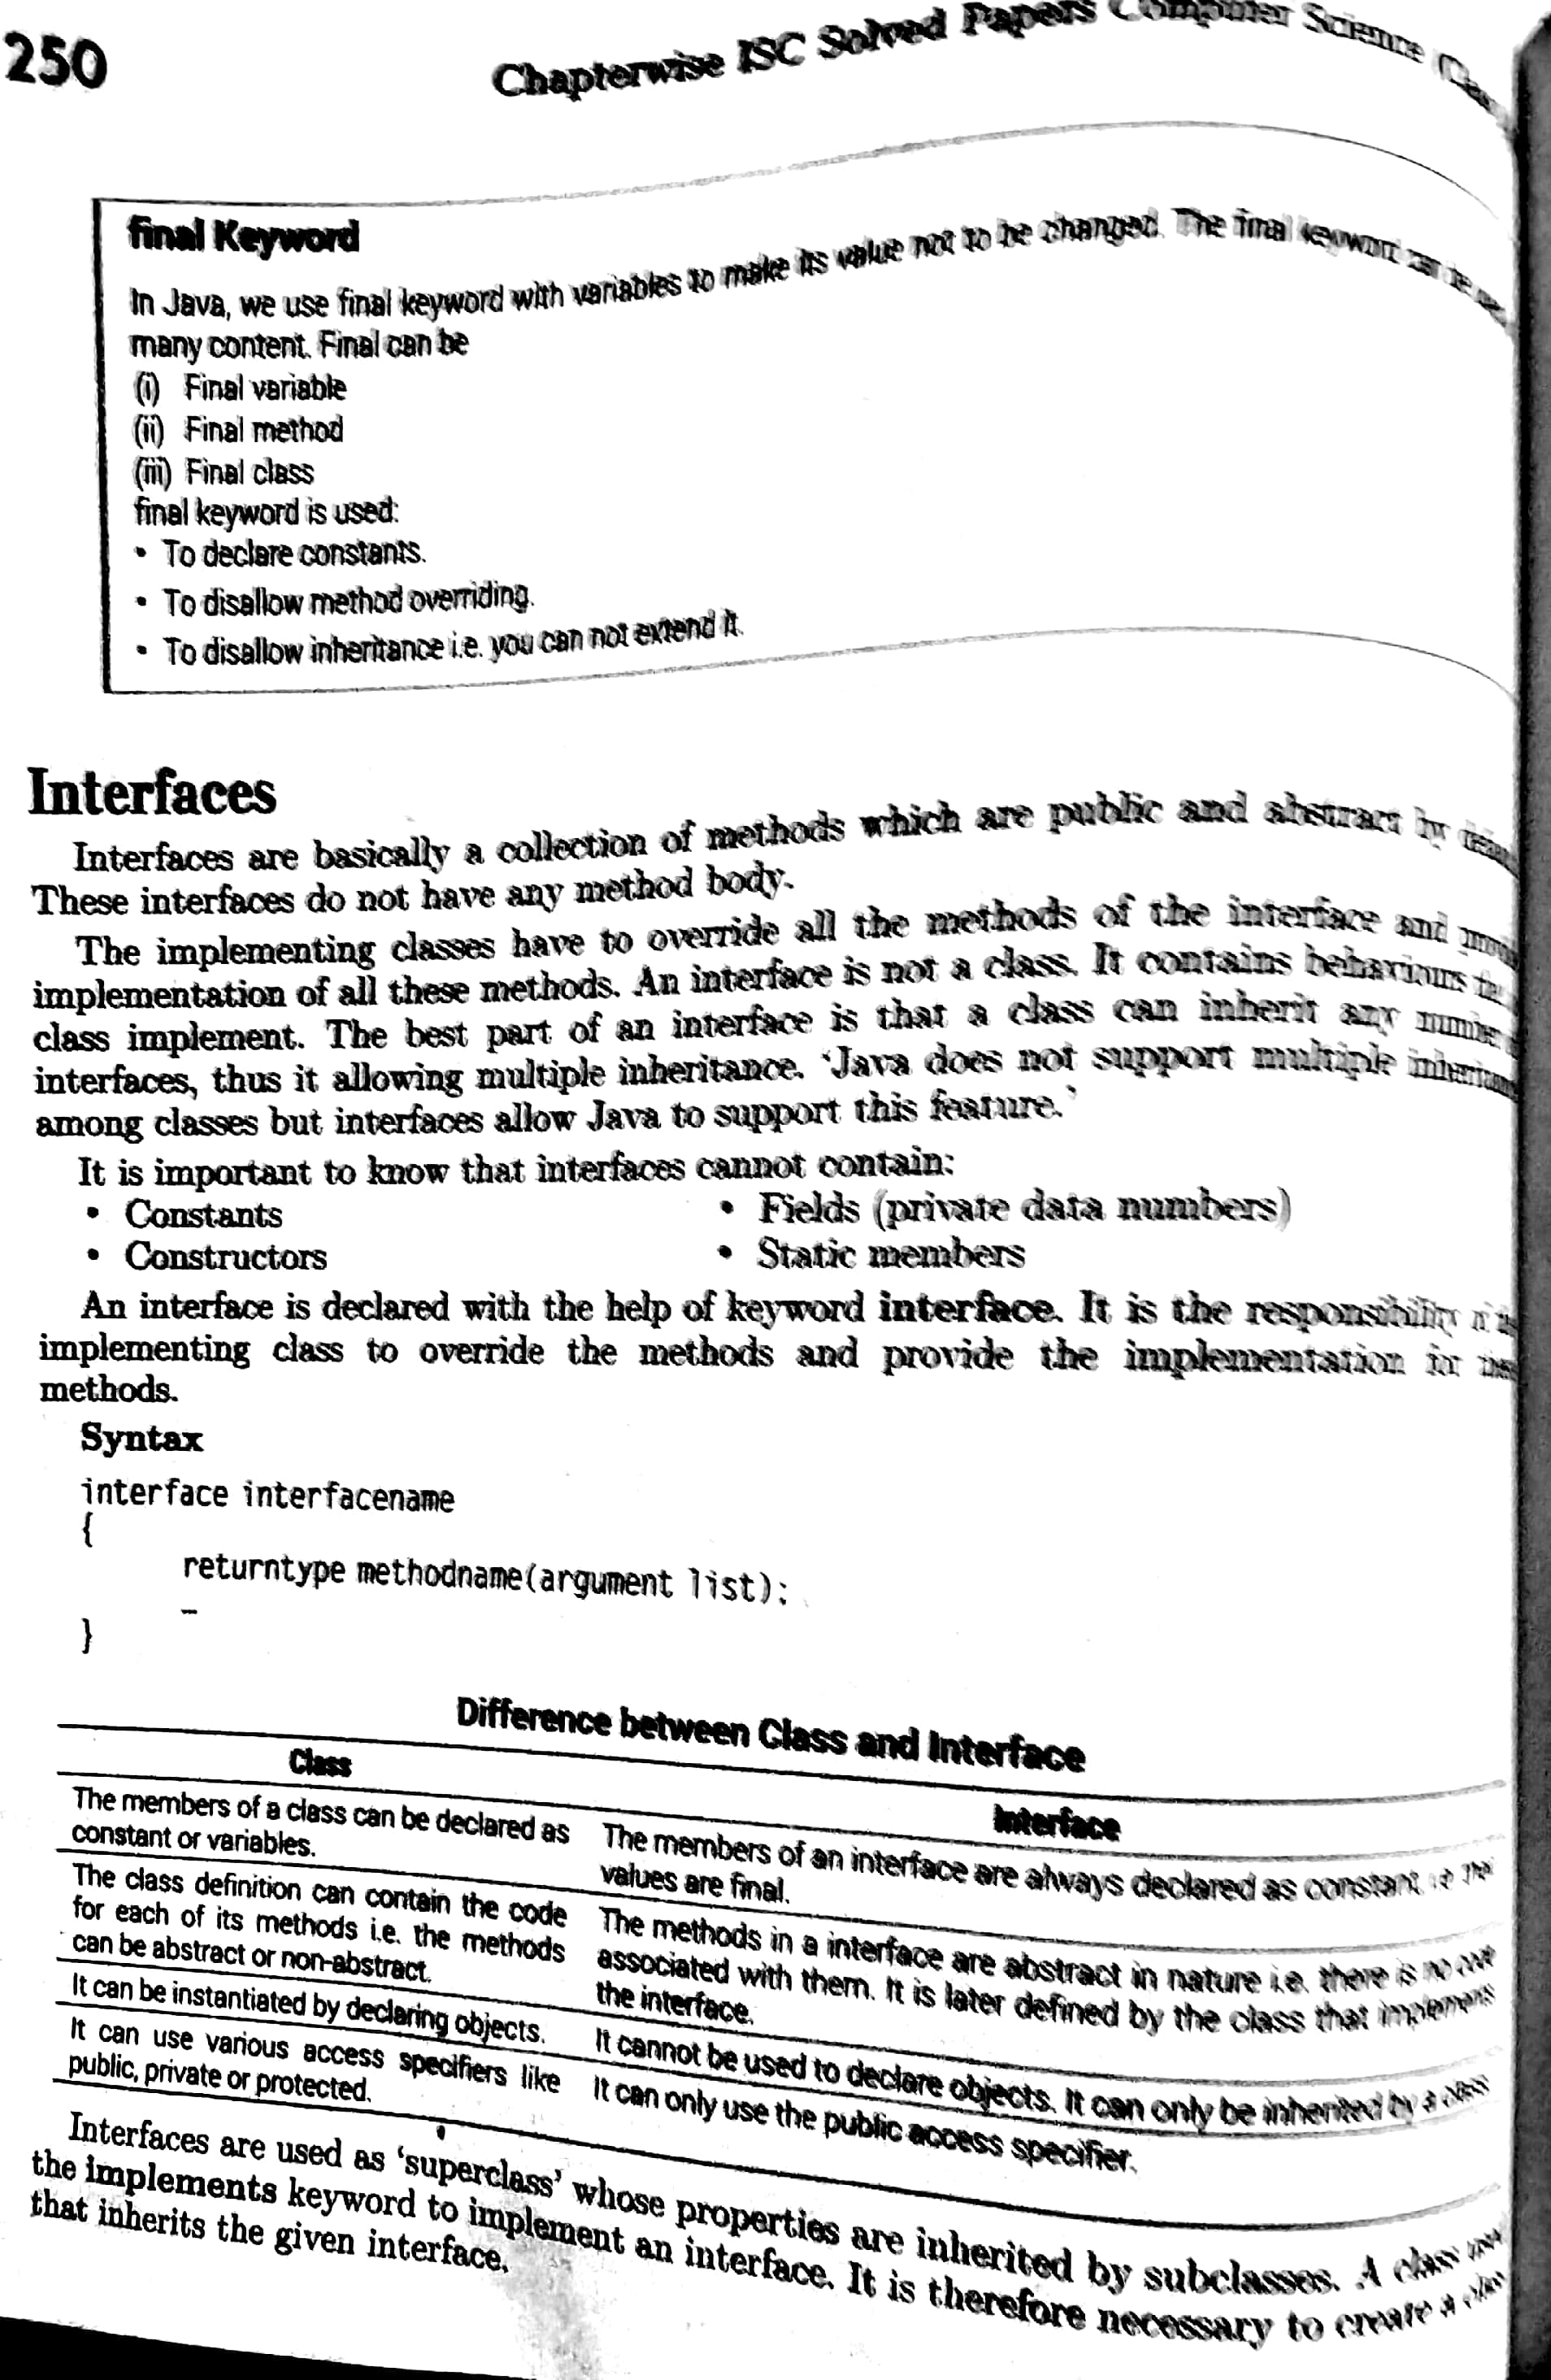 250
Chapterwise ISC Solved Papers Computer Science
final Keyword
In Java, we use final keyword with variables to make its value not to be changed. The final keyword can be
many content. Final can be
(i) Final variable
(ii) Final method
(iii) Final class
final keyword is used:
• To declare constants.
• To disallow method overriding.
• To disallow inheritance i.e. you can not extend it.
Interfaces
Interfaces are basically a collection of methods which are public and abstract by
These interfaces do not have any method body.
The implementing classes have to override all the methods of the interface and
implementation of all these methods. An interface is not a class. It contains behaviours
class implement. The best part of an interface is that a class can inherit any number
interfaces, thus it allowing multiple inheritance. 'Java does not support multiple
among classes but interfaces allow Java to support this feature.'
It is important to know that interfaces cannot contain:
• Constants • Fields (private data numbers)
• Constructors • Static members
An interface is declared with the help of keyword interface. It is the responsibility
implementing class to override the methods and provide the implementation for
methods.
Syntax
interface interfacename
{
returntype methodname(argument list);
–
}
Difference between Class and Interface
Class Interface
The members of a class can be declared as
constant or variables.
The members of an interface are always declared as constant i.e. the
values are final.
The class definition can contain the code
for each of its methods i.e. the methods
can be abstract or non-abstract.
The methods in a interface are abstract in nature i.e. there is no
associated with them. It is later defined by the class that implements
the interface.
It can be instantiated by declaring objects.
It cannot be used to declare objects. It can only be inherited by a class
It can use various access specifiers like
public, private or protected.
It can only use the public access specifier.
Interfaces are used as 'superclass' whose properties are inherited by subclasses. A class
the implements keyword to implement an interface. It is therefore necessary to create a
that inherits the given interface.